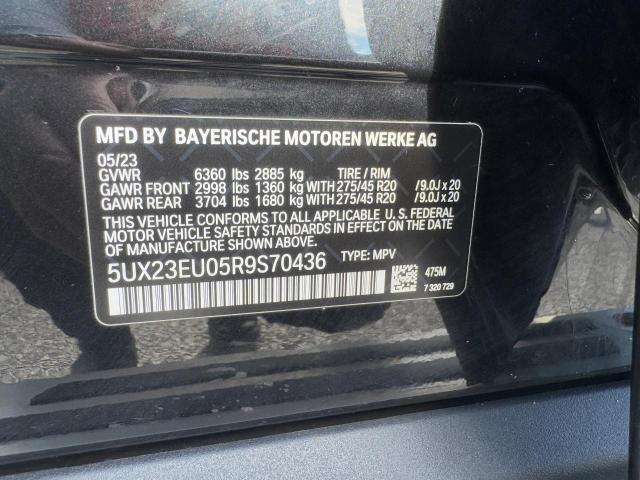 MFD BY BAYERISCHE MOTOREN WERKE AG
05/23
GVWR 6360 lbs 2885 kg TIRE / RIM
GAWR FRONT 2998 lbs 1360 kg WITH 275/45 R20 /9.0J x 20
GAWR REAR 3704 lbs 1680 kg WITH 275/45 R20 /9.0J x 20
THIS VEHICLE CONFORMS TO ALL APPLICABLE U. S. FEDERAL
MOTOR VEHICLE SAFETY STANDARDS IN EFFECT ON THE DATE
OF MANUFACTURE SHOWN ABOVE.
5UX23EU05R9S70436 TYPE: MPV
475M
7 320 729